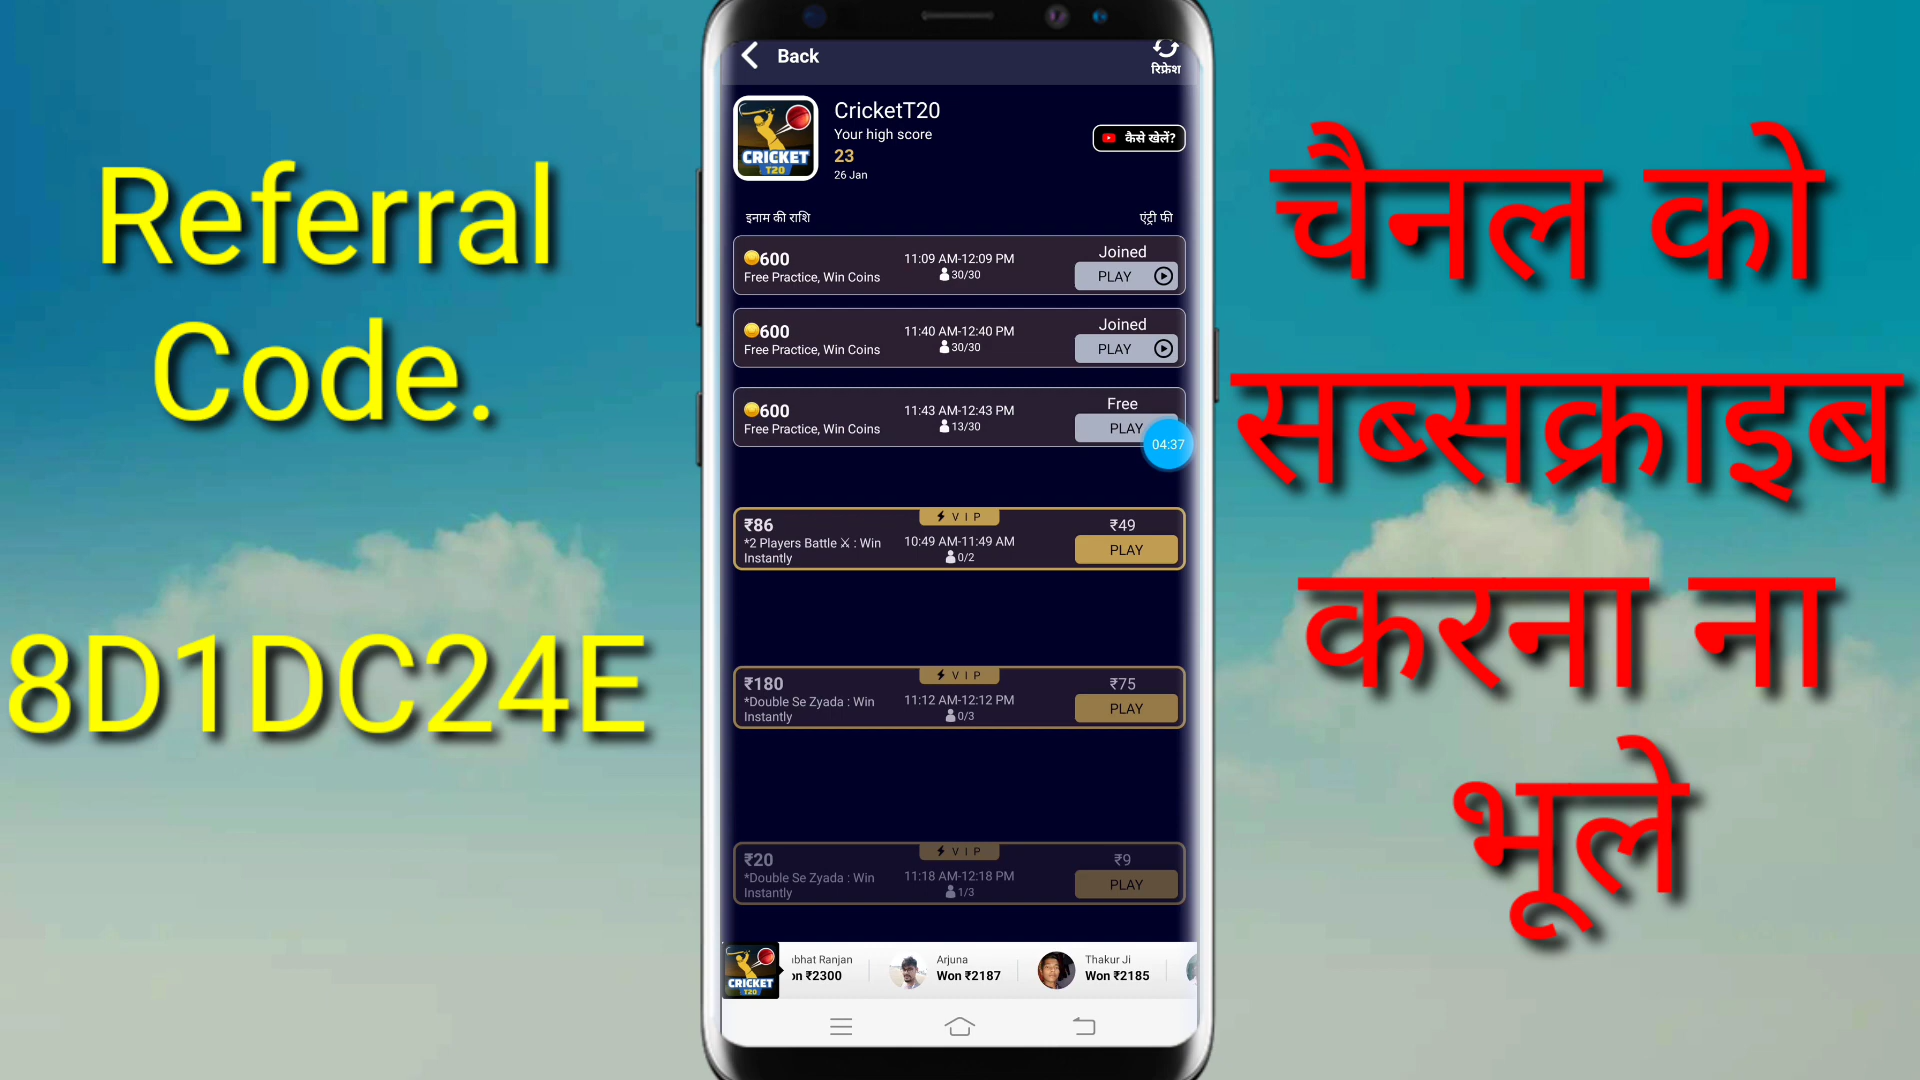 Referral
Code.
8D1DC24E
Back
रिफ्रेश
CRICKET
T20
CricketT20
Your high score
23
26 Jan
कैसे खेलें?
इनाम की राशि
एंट्री फी
600
Free Practice, Win Coins
11:09 AM-12:09 PM
30/30
Joined
PLAY
600
Free Practice, Win Coins
11:40 AM-12:40 PM
30/30
Joined
PLAY
600
Free Practice, Win Coins
11:43 AM-12:43 PM
13/30
Free
PLAY
04:37
VIP
₹86
*2 Players Battle ⚔ : Win
Instantly
10:49 AM-11:49 AM
0/2
₹49
PLAY
VIP
₹180
*Double Se Zyada : Win
Instantly
11:12 AM-12:12 PM
0/3
₹75
PLAY
VIP
₹20
*Double Se Zyada : Win
Instantly
11:18 AM-12:18 PM
1/3
₹9
PLAY
CRICKET
T20
Ranjan
₹2300
Arjuna
Won ₹2187
Thakur Ji
Won ₹2185
चैनल को
सब्सक्राइब
करना ना
भूले